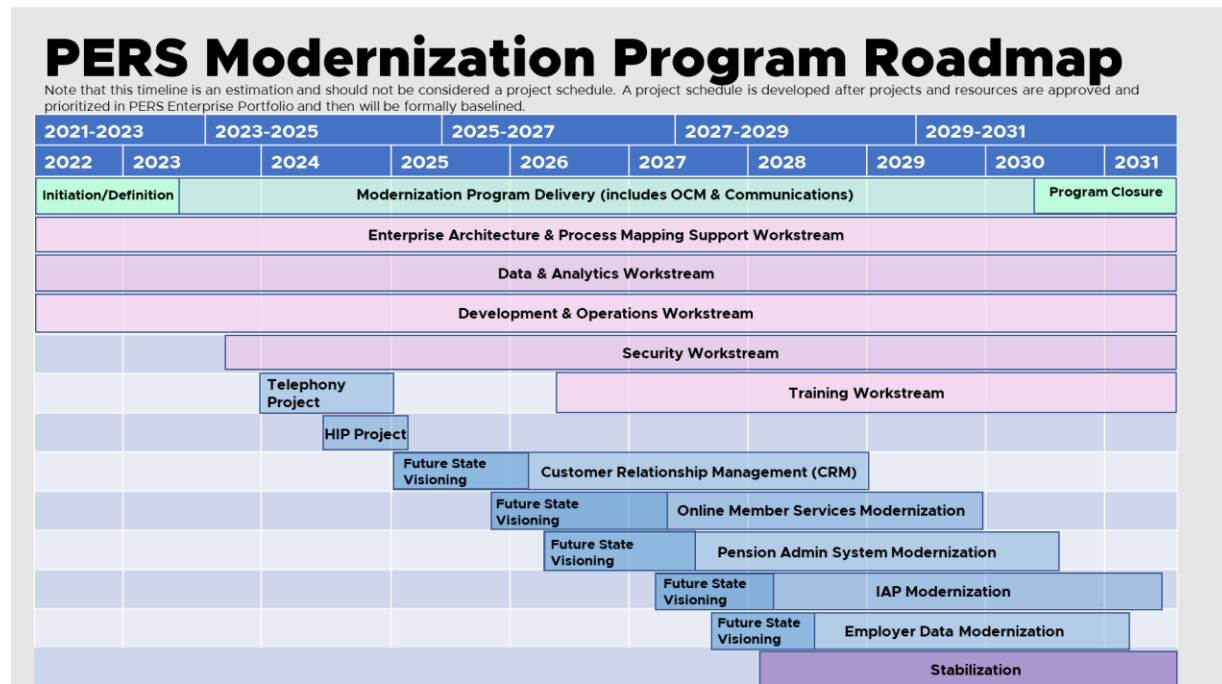 PERS Modernization Program Roadmap
Note that this timeline is an estimation and should not be considered a project schedule. A project schedule is developed after projects and resources are approved and
prioritized in PERS Enterprise Portfolio and then will be formally baselined.
2021-2023 2023-2025 2025-2027 2027-2029 2029-2031
2022 2023 2024 2025 2026 2027 2028 2029 2030 2031
Initiation/Definition Modernization Program Delivery (includes OCM & Communications) Program Closure
Enterprise Architecture & Process Mapping Support Workstream
Data & Analytics Workstream
Development & Operations Workstream
Security Workstream
Telephony
Project
Training Workstream
HIP Project
Future State
Visioning
Customer Relationship Management (CRM)
Future State
Visioning
Online Member Services Modernization
Future State
Visioning
Pension Admin System Modernization
Future State
Visioning
IAP Modernization
Future State
Visioning
Employer Data Modernization
Stabilization